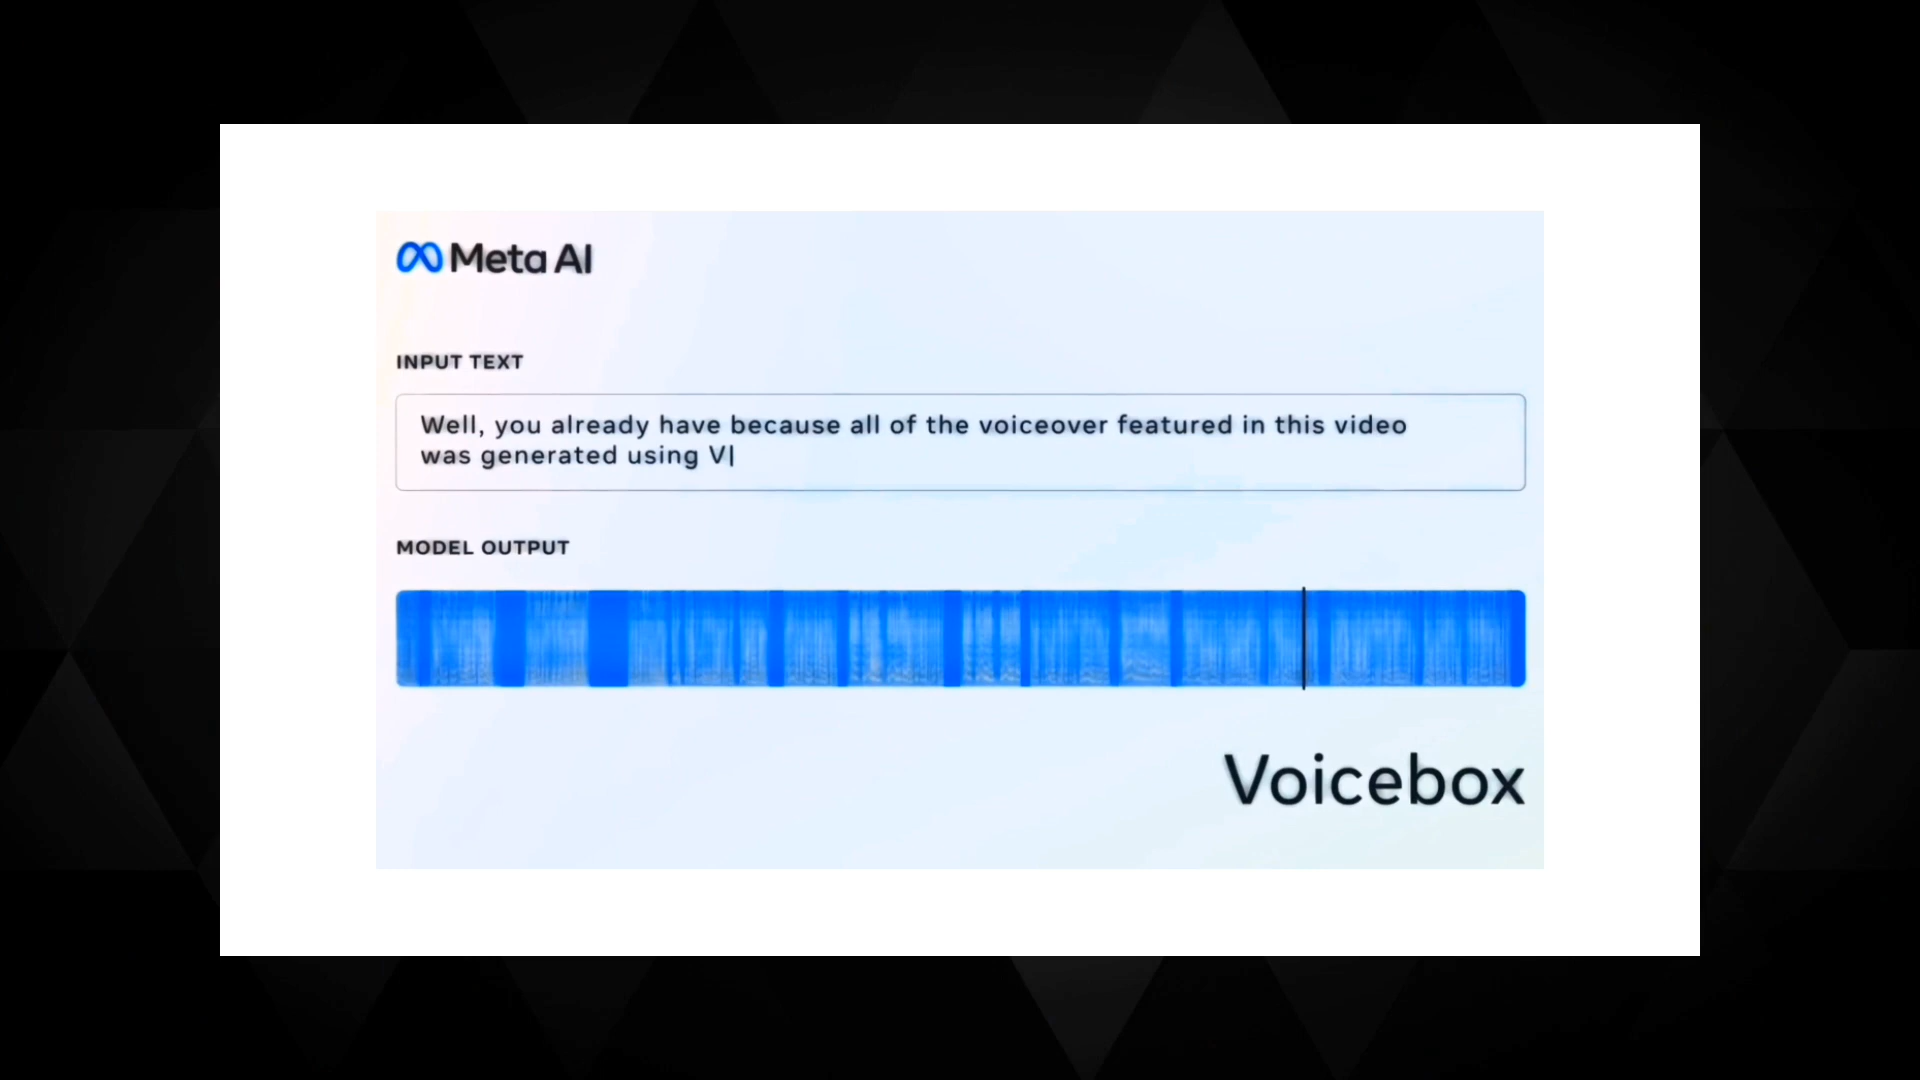 Meta AI
INPUT TEXT
Well, you already have because all of the voiceover featured in this video
was generated using V|
MODEL OUTPUT
Voicebox